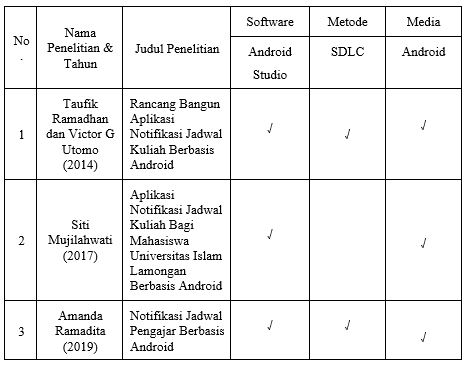 No
.
Nama
Penelitian &
Tahun
Judul Penelitian
Software
Metode
Media
Android
Studio
SDLC
Android
1
Taufik
Ramadhan
dan Victor G
Utomo
(2014)
Rancang Bangun
Aplikasi
Notifikasi Jadwal
Kuliah Berbasis
Android
√
√
√
2
Siti
Mujilahwati
(2017)
Aplikasi
Notifikasi Jadwal
Kuliah Bagi
Mahasiswa
Universitas Islam
Lamongan
Berbasis Android
√
√
3
Amanda
Ramadita
(2019)
Notifikasi Jadwal
Pengajar Berbasis
Android
√
√
√